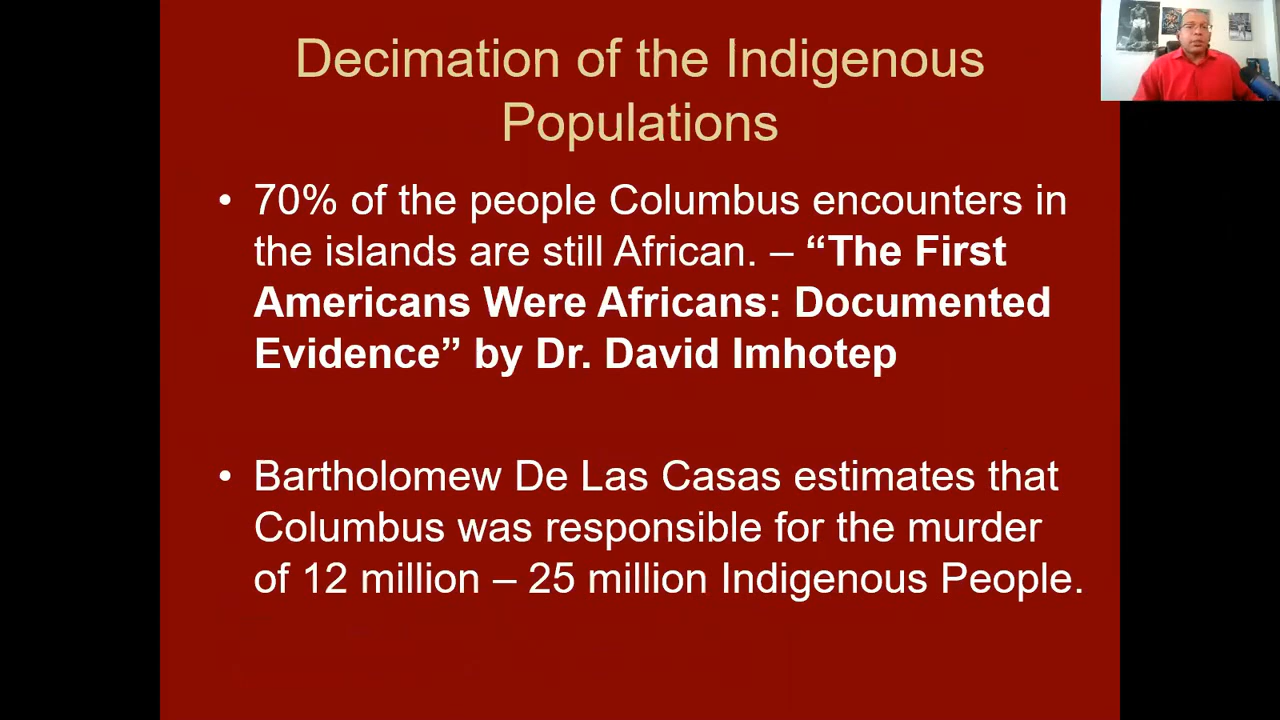 Decimation of the Indigenous
Populations
• 70% of the people Columbus encounters in
the islands are still African. – “The First
Americans Were Africans: Documented
Evidence” by Dr. David Imhotep
• Bartholomew De Las Casas estimates that
Columbus was responsible for the murder
of 12 million – 25 million Indigenous People.